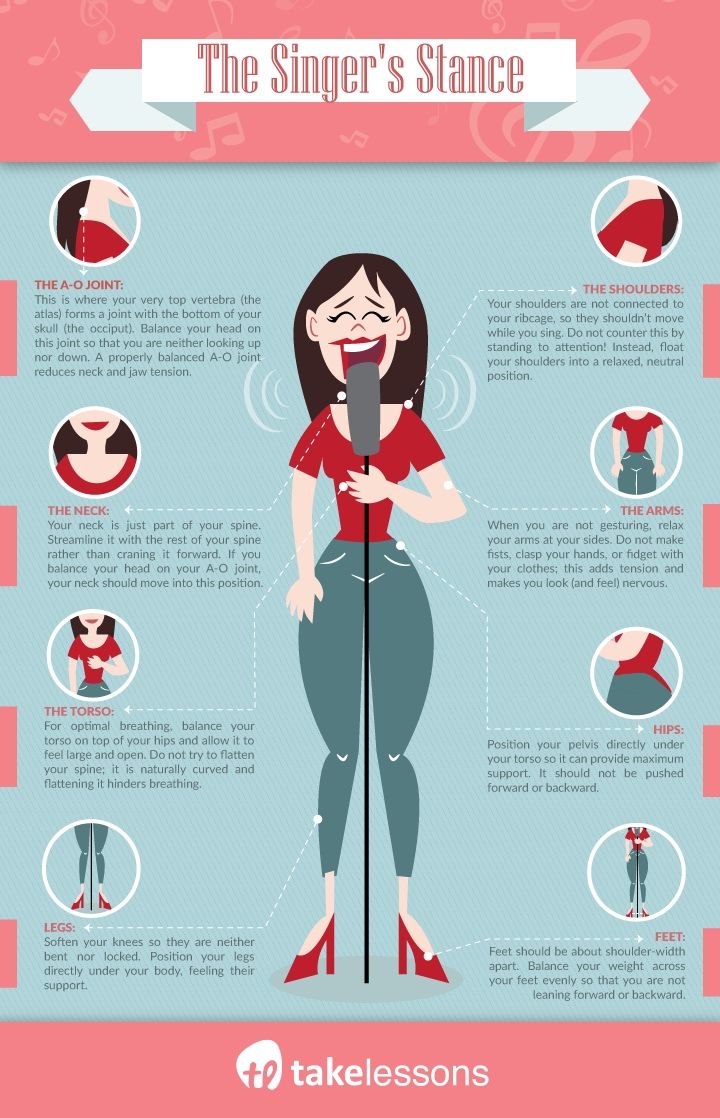 The Singer's Stance
THE A-O JOINT:
This is where your very top vertebra (the
atlas) forms a joint with the bottom of your
skull (the occiput). Balance your head on
this joint so that you are neither looking up
nor down. A properly balanced A-O joint
reduces neck and jaw tension.
THE SHOULDERS:
Your shoulders are not connected to
your ribcage, so they shouldn't move
while you sing. Do not counter this by
standing to attention! Instead, float
your shoulders into a relaxed, neutral
position.
THE NECK:
Your neck is just part of your spine.
Streamline it with the rest of your spine
rather than craning it forward. If you
balance your head on your A-O joint,
your neck should move into this position.
THE ARMS:
When you are not gesturing, relax
your arms at your sides. Do not make
fists, clasp your hands, or fidget with
your clothes; this adds tension and
makes you look (and feel) nervous.
THE TORSO:
For optimal breathing, balance your
torso on top of your hips and allow it to
feel large and open. Do not try to flatten
your spine; it is naturally curved and
flattening it hinders breathing.
HIPS:
Position your pelvis directly under
your torso so it can provide maximum
support. It should not be pushed
forward or backward.
LEGS:
Soften your knees so they are neither
bent nor locked. Position your legs
directly under your body, feeling their
support.
FEET:
Feet should be about shoulder-width
apart. Balance your weight across
your feet evenly so that you are not
leaning forward or backward.
takelessons